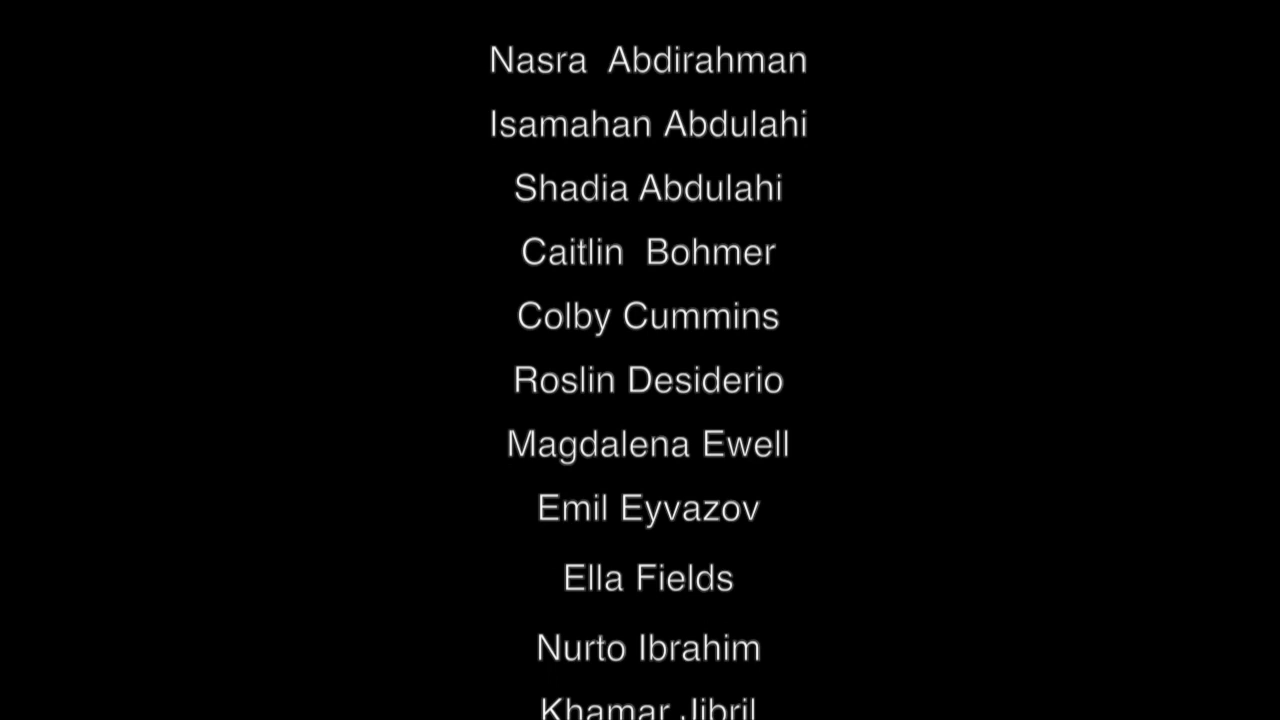 Nasra  Abdirahman
Isamahan Abdulahi
Shadia Abdulahi
Caitlin  Bohmer
Colby Cummins
Roslin Desiderio
Magdalena Ewell
Emil Eyvazov
Ella Fields
Nurto Ibrahim
Khamar Jibril